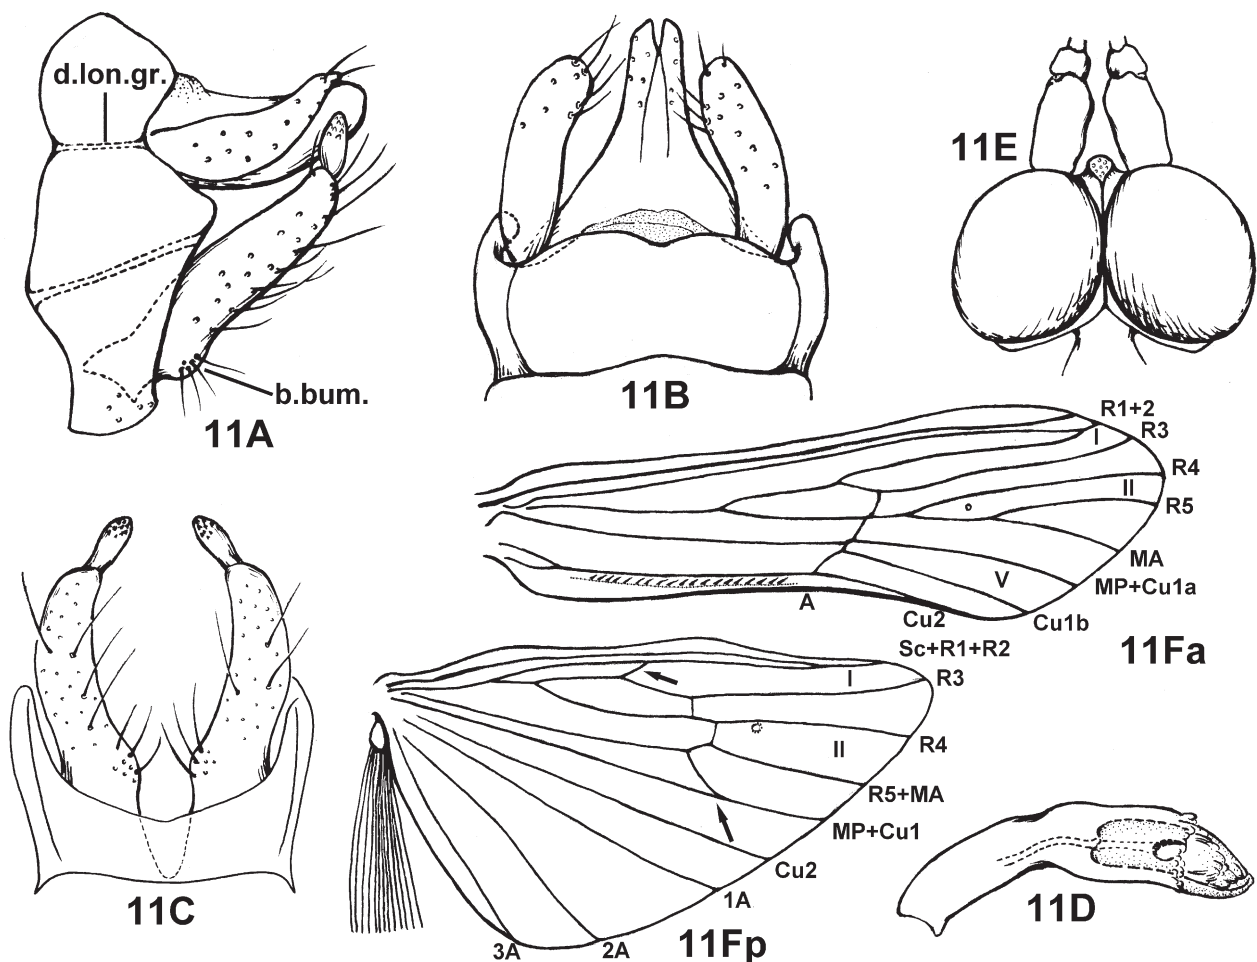 d.lon.gr.
b.bum.
11A
11B
11E
R1+2
I
R3
R4
II
R5
MA
MP+Cu1a
V
A
Cu2
Cu1b
11Fa
Sc+R1+R2
I
R3
R4
II
R5+MA
MP+Cu1
Cu2
1A
2A
3A
11Fp
11C
11D